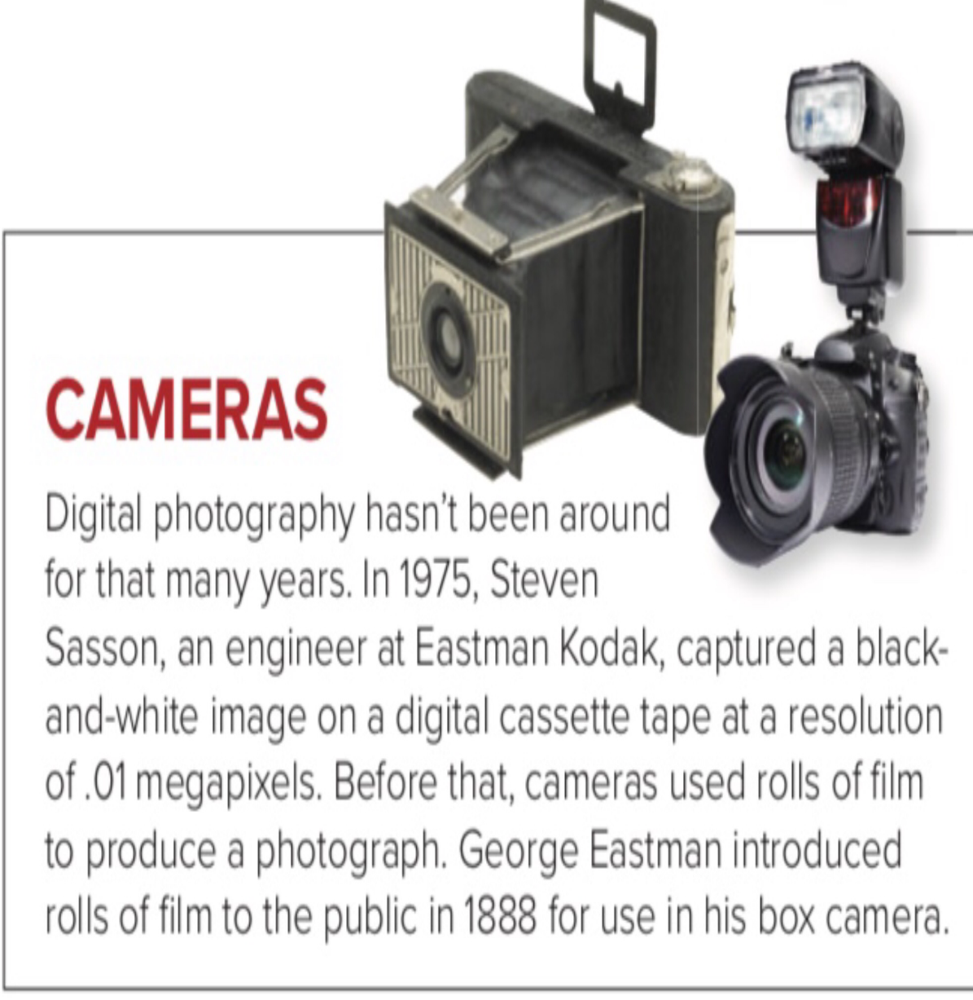 CAMERAS
Digital photography hasn't been around
for that many years. In 1975, Steven
Sasson, an engineer at Eastman Kodak, captured a black-
and-white image on a digital cassette tape at a resolution
of .01 megapixels. Before that, cameras used rolls of film
to produce a photograph. George Eastman introduced
rolls of film to the public in 1888 for use in his box camera.